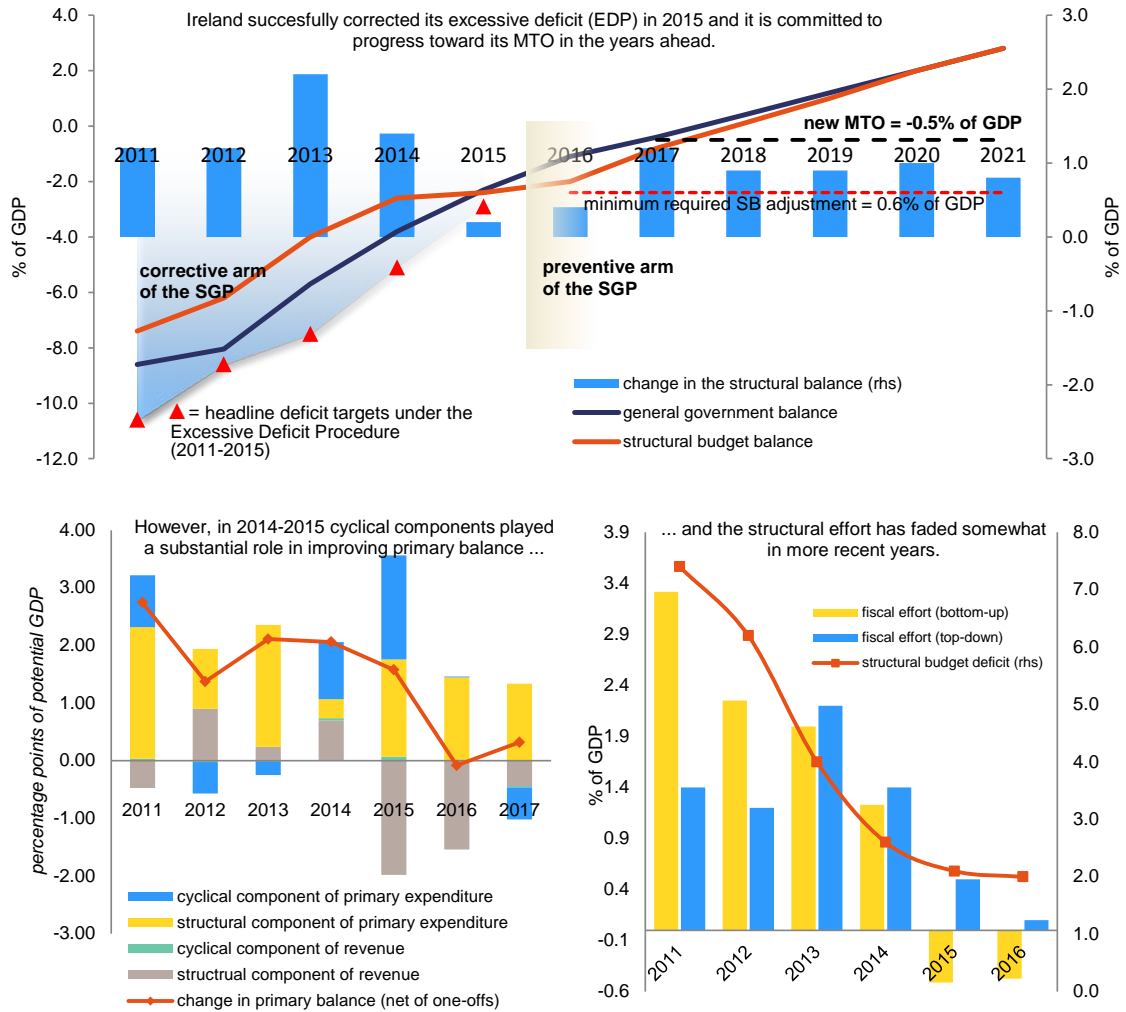 Ireland succesfully corrected its excessive deficit (EDP) in 2015 and it is committed to
progress toward its MTO in the years ahead.
4.0
2.0
0.0
-2.0
-4.0
-6.0
-8.0
-10.0
-12.0
% of GDP
3.0
2.0
1.0
0.0
-1.0
-2.0
-3.0
% of GDP
new MTO = -0.5% of GDP
2011 2012 2013 2014 2015 2016 2017 2018 2019 2020 2021
minimum required SB adjustment = 0.6% of GDP
corrective arm
of the SGP
preventive arm
of the SGP
= headline deficit targets under the
Excessive Deficit Procedure
(2011-2015)
change in the structural balance (rhs)
general government balance
structural budget balance
However, in 2014-2015 cyclical components played
a substantial role in improving primary balance ...
4.00
3.00
2.00
1.00
0.00
-1.00
-2.00
-3.00
percentage points of potential GDP
2011 2012 2013 2014 2015 2016 2017
cyclical component of primary expenditure
structural component of primary expenditure
cyclical component of revenue
structrual component of revenue
change in primary balance (net of one-offs)
... and the structural effort has faded somewhat
in more recent years.
3.9
3.4
2.9
2.4
1.9
1.4
0.9
0.4
-0.1
-0.6
% of GDP
8.0
7.0
6.0
5.0
4.0
3.0
2.0
1.0
0.0
fiscal effort (bottom-up)
fiscal effort (top-down)
structural budget deficit (rhs)
2011 2012 2013 2014 2015 2016